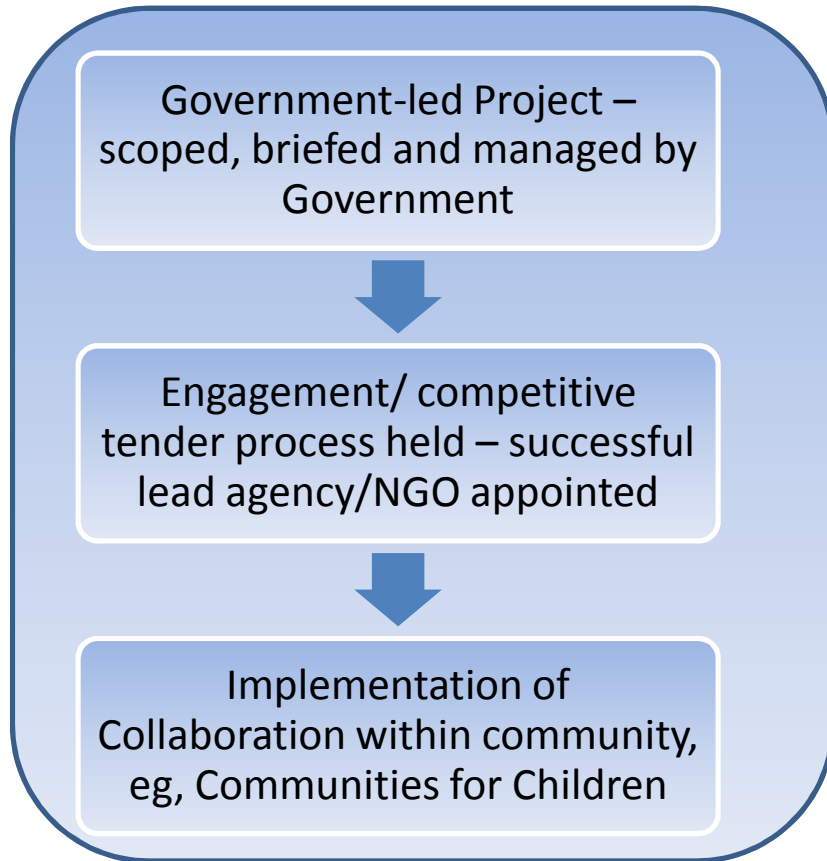 Government-led Project –
scoped, briefed and managed by
Government
Engagement/ competitive
tender process held – successful
lead agency/NGO appointed
Implementation of
Collaboration within community,
eg, Communities for Children